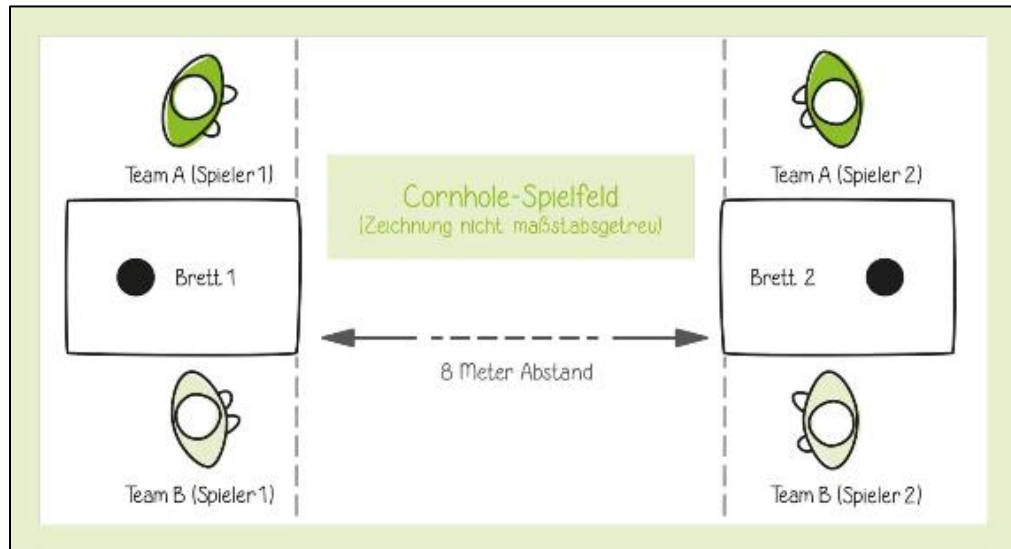 Team A (Spieler 1)
Team A (Spieler 2)
Cornhole-Spielfeld
(Zeichnung nicht maßstabsgetreu)
Brett 1
Brett 2
8 Meter Abstand
Team B (Spieler 1)
Team B (Spieler 2)